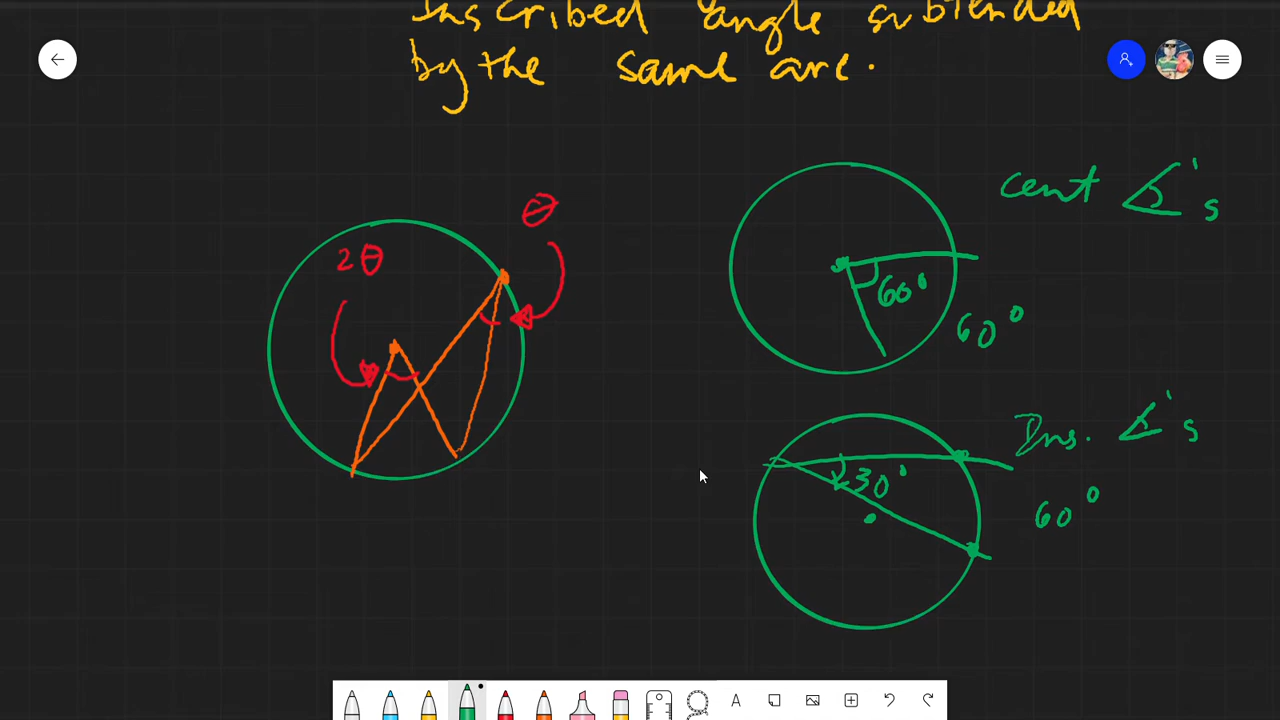 Inscribed angle subtended
by the same arc.
θ
2θ
cent ∡'s
60°
60°
Ins. ∡'s
30°
60°
A